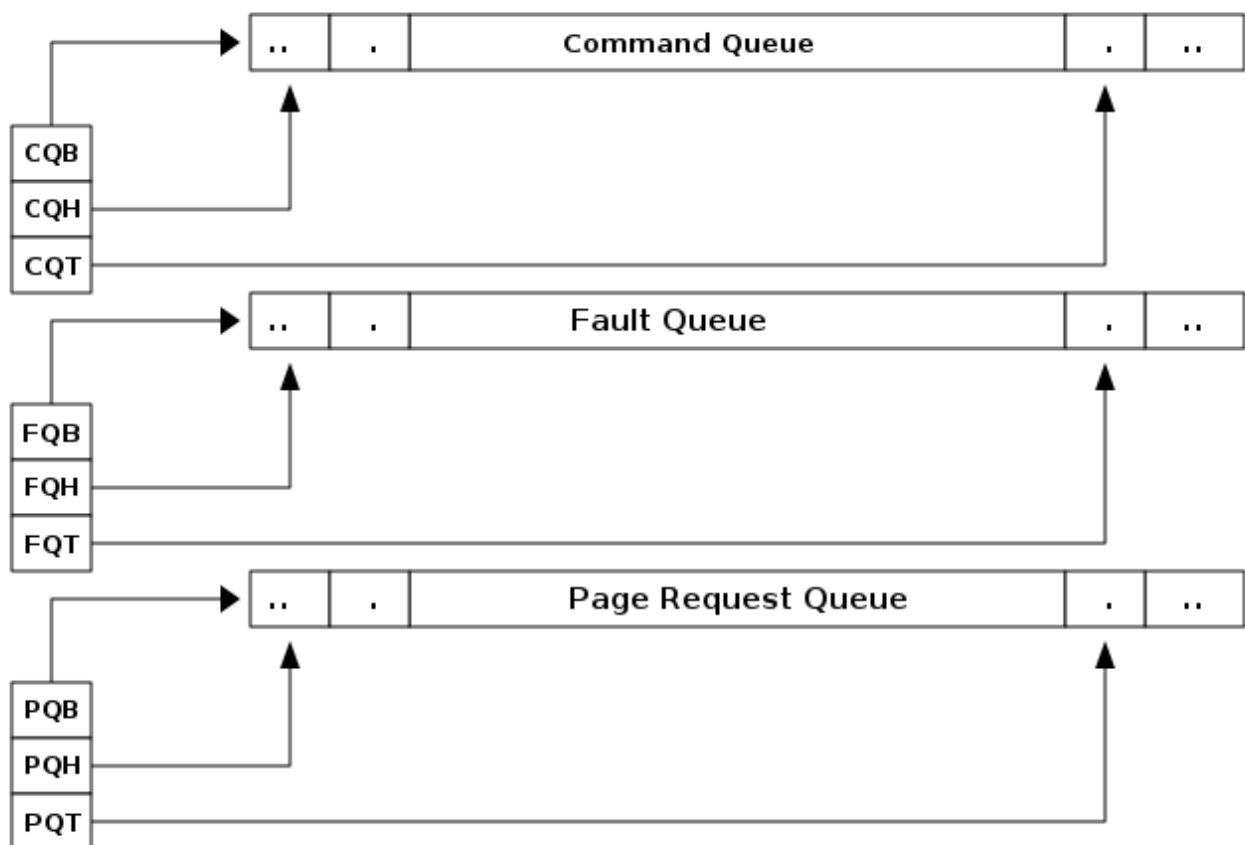 .. . Command Queue . ..
CQB
CQH
CQT
.. . Fault Queue . ..
FQB
FQH
FQT
.. . Page Request Queue . ..
PQB
PQH
PQT